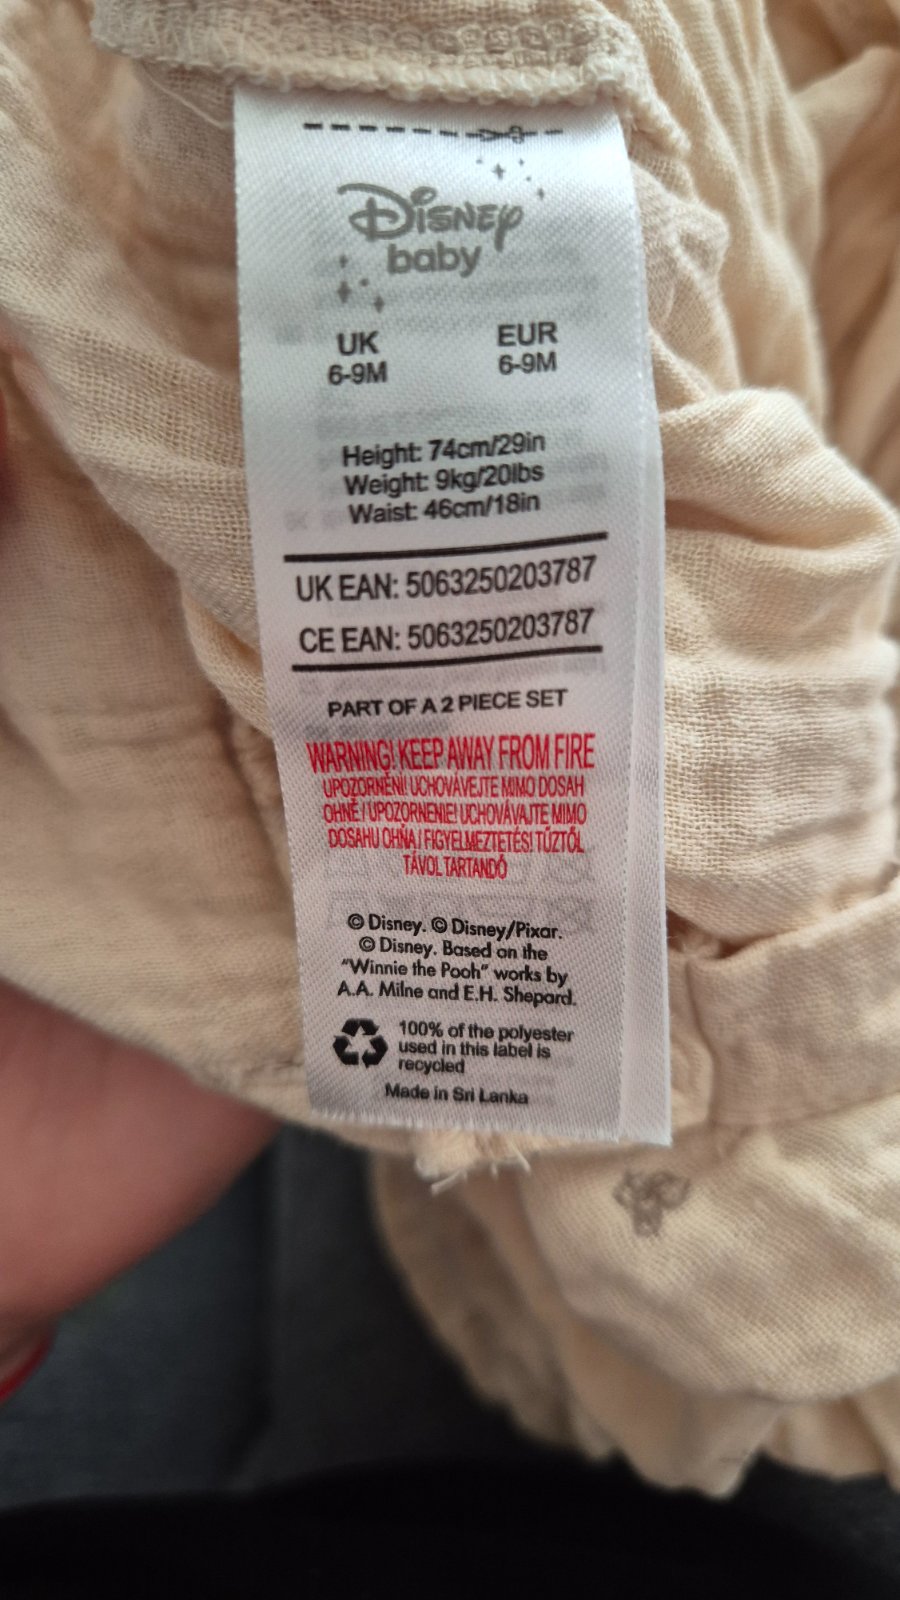 Disney
baby
UK EUR
6-9M 6-9M
Height: 74cm/29in
Weight: 9kg/20lbs
Waist: 46cm/18in
UK EAN: 5063250203787
CE EAN: 5063250203787
PART OF A 2 PIECE SET
WARNING! KEEP AWAY FROM FIRE
UPOZORNĚNÍ! UCHOVÁVEJTE MIMO DOSAH
OHNĚ / UPOZORNENIE! UCHOVÁVAJTE MIMO
DOSAHU OHŇA / FIGYELMEZTETÉS! TŰZTŐL
TÁVOL TARTANDÓ
© Disney. © Disney/Pixar.
© Disney. Based on the
“Winnie the Pooh” works by
A.A. Milne and E.H. Shepard.
100% of the polyester
used in this label is
recycled
Made in Sri Lanka